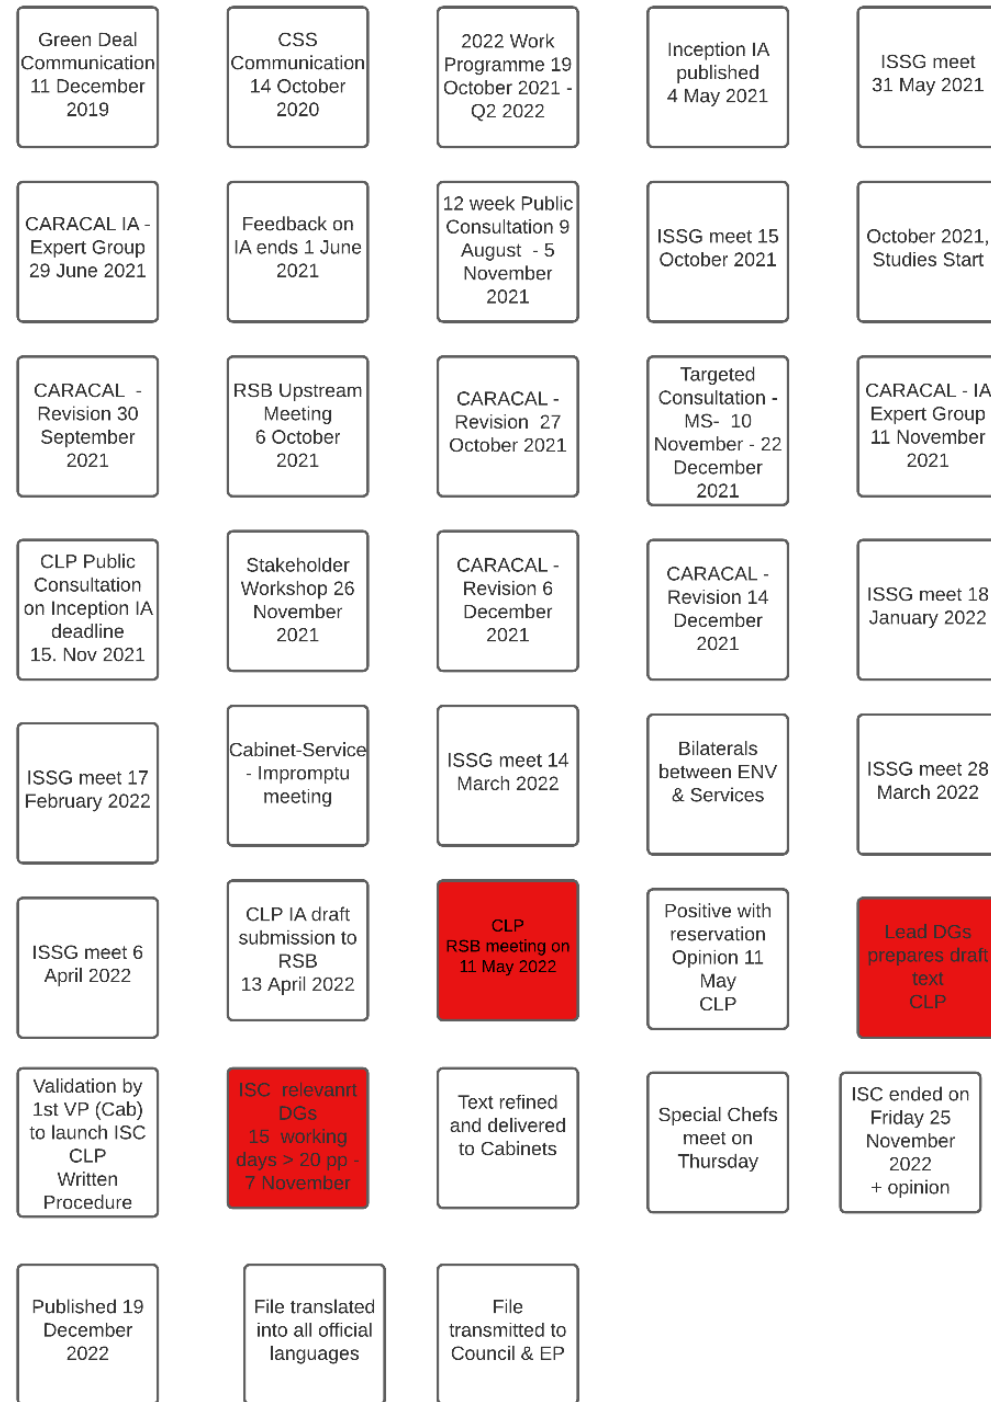 Green Deal
Communication
11 December
2019
CSS
Communication
14 October
2020
2022 Work
Programme 19
October 2021 -
Q2 2022
Inception IA
published
4 May 2021
ISSG meet
31 May 2021
CARACAL IA -
Expert Group
29 June 2021
Feedback on
IA ends 1 June
2021
12 week Public
Consultation 9
August - 5
November
2021
ISSG meet 15
October 2021
October 2021,
Studies Start
CARACAL -
Revision 30
September
2021
RSB Upstream
Meeting
6 October
2021
CARACAL -
Revision 27
October 2021
Targeted
Consultation -
MS- 10
November - 22
December
2021
CARACAL - IA
Expert Group
11 November
2021
CLP Public
Consultation
on Inception IA
deadline
15. Nov 2021
Stakeholder
Workshop 26
November
2021
CARACAL -
Revision 6
December
2021
CARACAL -
Revision 14
December
2021
ISSG meet 18
January 2022
ISSG meet 17
February 2022
Cabinet-Service
- Impromptu
meeting
ISSG meet 14
March 2022
Bilaterals
between ENV
& Services
ISSG meet 28
March 2022
ISSG meet 6
April 2022
CLP IA draft
submission to
RSB
13 April 2022
CLP
RSB meeting on
11 May 2022
Positive with
reservation
Opinion 11
May
CLP
Lead DGs
prepares draft
text
CLP
Validation by
1st VP (Cab)
to launch ISC
CLP
Written
Procedure
ISC relevanrt
DGs
15 working
days > 20 pp -
7 November
Text refined
and delivered
to Cabinets
Special Chefs
meet on
Thursday
ISC ended on
Friday 25
November
2022
+ opinion
Published 19
December
2022
File translated
into all official
languages
File
transmitted to
Council & EP